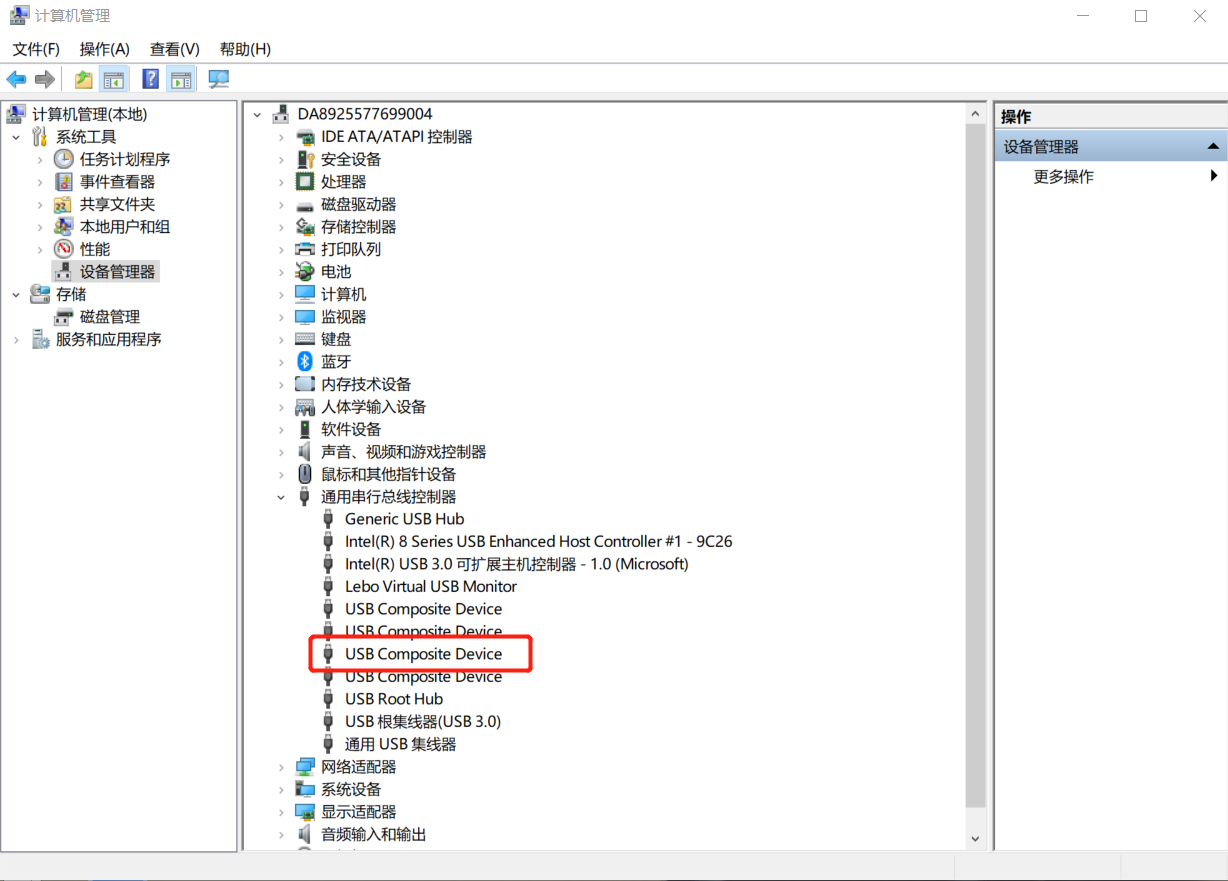 计算机管理
文件(F) 操作(A) 查看(V) 帮助(H)
计算机管理(本地)
系统工具
任务计划程序
事件查看器
共享文件夹
本地用户和组
性能
设备管理器
存储
磁盘管理
服务和应用程序
DA8925577699004
IDE ATA/ATAPI 控制器
安全设备
处理器
磁盘驱动器
存储控制器
打印队列
电池
计算机
监视器
键盘
蓝牙
内存技术设备
人体学输入设备
软件设备
声音、视频和游戏控制器
鼠标和其他指针设备
通用串行总线控制器
Generic USB Hub
Intel(R) 8 Series USB Enhanced Host Controller #1 - 9C26
Intel(R) USB 3.0 可扩展主机控制器 - 1.0 (Microsoft)
Lebo Virtual USB Monitor
USB Composite Device
USB Composite Device
USB Composite Device
USB Composite Device
USB Root Hub
USB 根集线器(USB 3.0)
通用 USB 集线器
网络适配器
系统设备
显示适配器
音频输入和输出
操作
设备管理器
更多操作